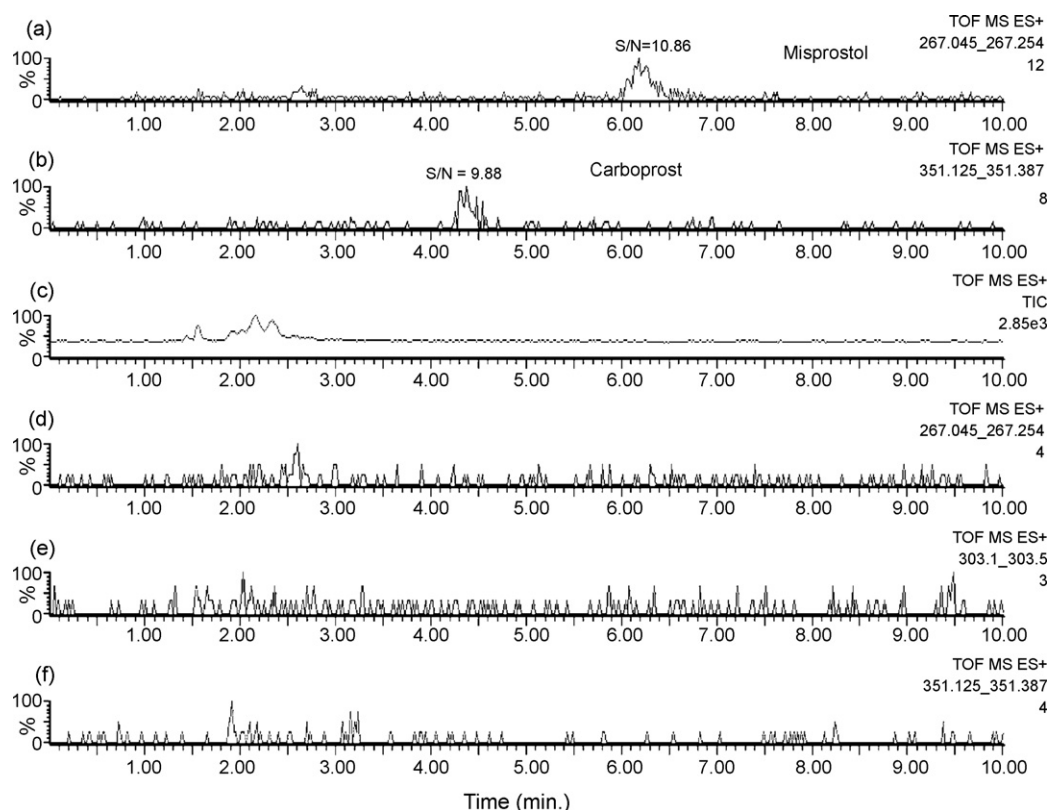 (a)
TOF MS ES+
267.045_267.254
12
S/N=10.86
Misprostol
100
%
0
1.00 2.00 3.00 4.00 5.00 6.00 7.00 8.00 9.00 10.00
(b)
TOF MS ES+
351.125_351.387
8
S/N = 9.88
Carboprost
100
%
0
1.00 2.00 3.00 4.00 5.00 6.00 7.00 8.00 9.00 10.00
(c)
TOF MS ES+
TIC
2.85e3
100
%
0
1.00 2.00 3.00 4.00 5.00 6.00 7.00 8.00 9.00 10.00
(d)
TOF MS ES+
267.045_267.254
4
100
%
0
1.00 2.00 3.00 4.00 5.00 6.00 7.00 8.00 9.00 10.00
(e)
TOF MS ES+
303.1_303.5
3
100
%
0
1.00 2.00 3.00 4.00 5.00 6.00 7.00 8.00 9.00 10.00
(f)
TOF MS ES+
351.125_351.387
4
100
%
0
1.00 2.00 3.00 4.00 5.00 6.00 7.00 8.00 9.00 10.00
Time (min.)